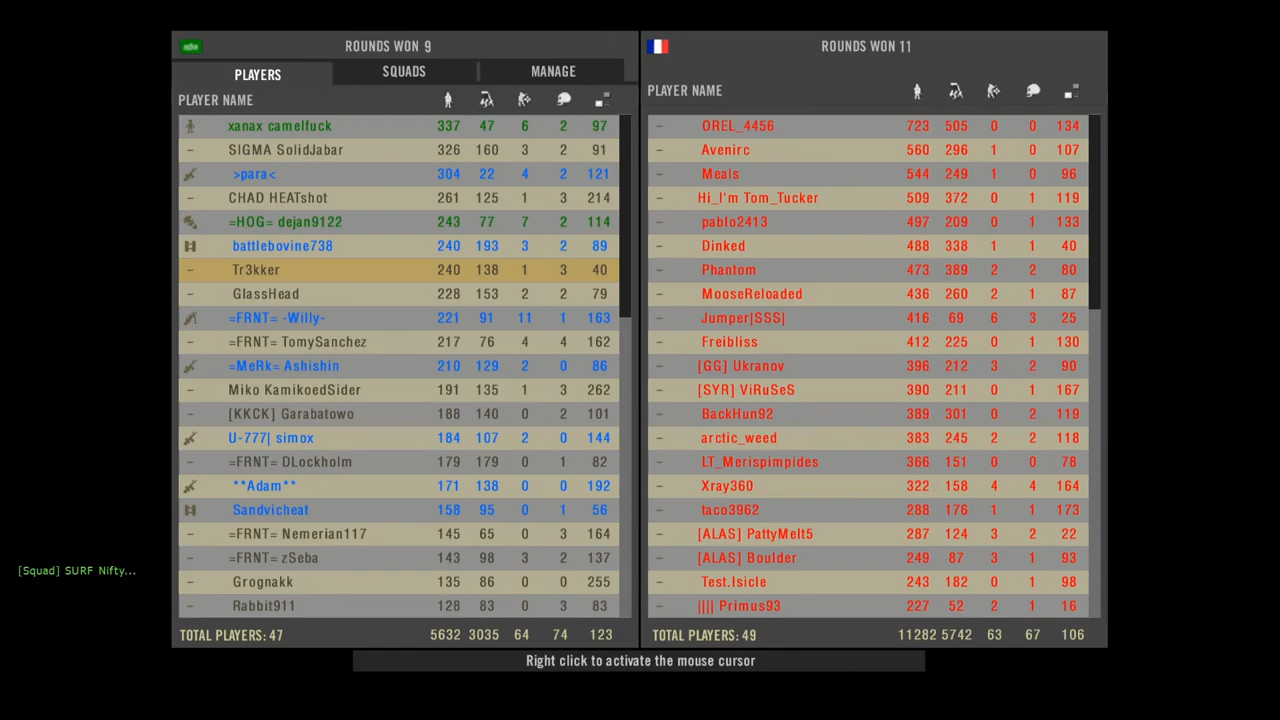 ROUNDS WON 9
PLAYERS SQUADS MANAGE
PLAYER NAME
xanax camelfuck 337 47 6 2 97
SIGMA SolidJabar 326 160 3 2 91
>para< 304 22 4 2 121
CHAD HEATshot 261 125 1 3 214
=HOG= dejan9122 243 77 7 2 114
battlebovine738 240 193 3 2 89
Tr3kker 240 138 1 3 40
GlassHead 228 153 2 2 79
=FRNT= -Willy- 221 91 11 1 163
=FRNT= TomySanchez 217 76 4 4 162
=MeRk= Ashishin 210 129 2 0 86
Miko KamikoedSider 191 135 1 3 262
[KKCK] Garabatowo 188 140 0 2 101
U-777| simox 184 107 2 0 144
=FRNT= DLockholm 179 179 0 1 82
**Adam** 171 138 0 0 192
Sandvicheat 158 95 0 1 56
=FRNT= Nemerian117 145 65 0 3 164
=FRNT= zSeba 143 98 3 2 137
Grognakk 135 86 0 0 255
Rabbit911 128 83 0 3 83
TOTAL PLAYERS: 47 5632 3035 64 74 123
ROUNDS WON 11
PLAYER NAME
OREL_4456 723 505 0 0 134
Avenirc 560 296 1 0 107
Meals 544 249 1 0 96
Hi_I'm Tom_Tucker 509 372 0 1 119
pablo2413 497 209 0 1 133
Dinked 488 338 1 1 40
Phantom 473 389 2 2 80
MooseReloaded 436 260 2 1 87
Jumper|SSS| 416 69 6 3 25
Freibliss 412 225 0 1 130
[GG] Ukranov 396 212 3 2 90
[SYR] ViRuSeS 390 211 0 1 167
BackHun92 389 301 0 2 119
arctic_weed 383 245 2 2 118
LT_Merispimpides 366 151 0 0 78
Xray360 322 158 4 4 164
taco3962 288 176 1 1 173
[ALAS] PattyMelt5 287 124 3 2 22
[ALAS] Boulder 249 87 3 1 93
Test.Isicle 243 182 0 1 98
|||| Primus93 227 52 2 1 16
TOTAL PLAYERS: 49 11282 5742 63 67 106
[Squad] SURF Nifty...
Right click to activate the mouse cursor